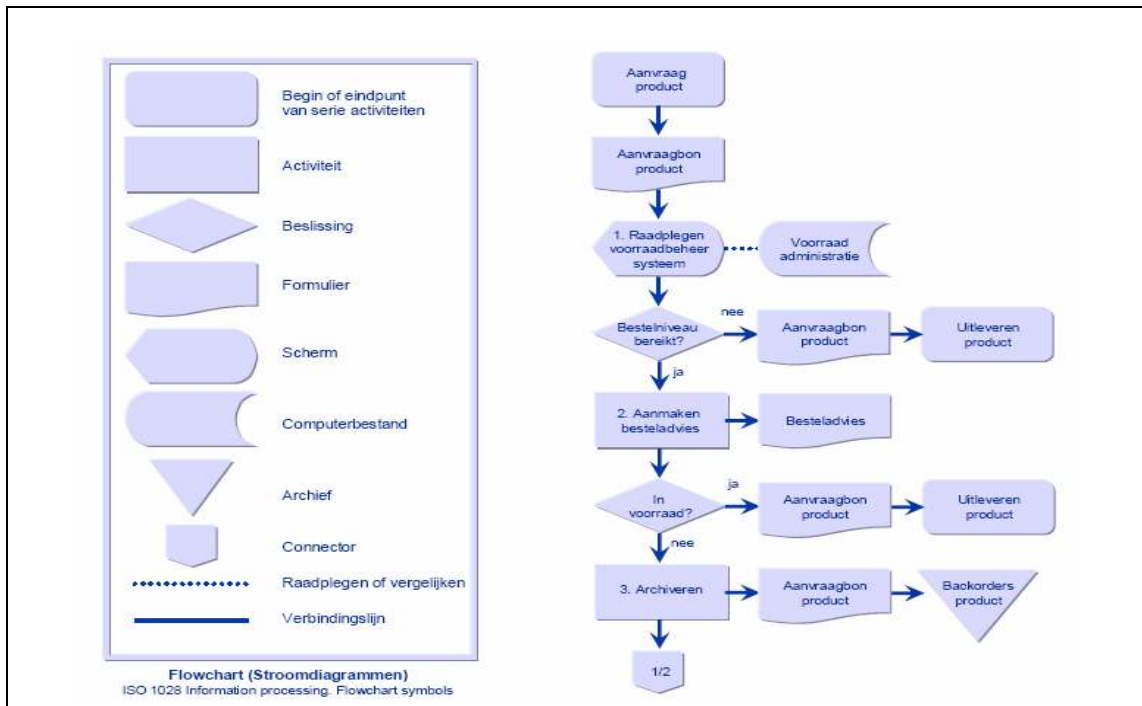 Begin of eindpunt
van serie activiteiten
Activiteit
Beslissing
Formulier
Scherm
Computerbestand
Archief
Connector
Raadplegen of vergelijken
Verbindingslijn
Flowchart (Stroomdiagrammen)
ISO 1028 Information processing. Flowchart symbols
Aanvraag
product
Aanvraagbon
product
1. Raadplegen
voorraadbeheer
systeem
Voorraad
administratie
Bestelniveau
bereikt?
nee
Aanvraagbon
product
Uitleveren
product
ja
2. Aanmaken
besteladvies
Besteladvies
In
voorraad?
ja
Aanvraagbon
product
Uitleveren
product
nee
3. Archiveren
Aanvraagbon
product
Backorders
product
1/2